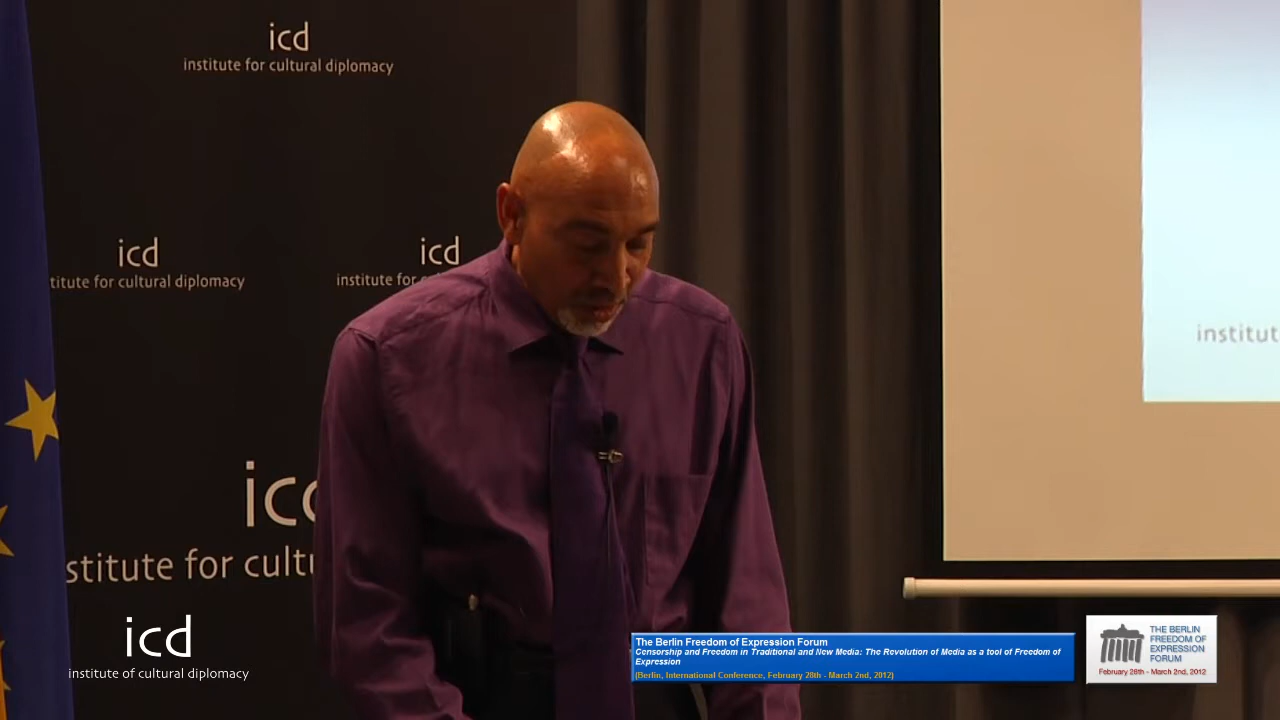 icd
institute for cultural diplomacy
icd
titute for cultural diplomacy
icd
institute for
icd
stitute for cultu
institut
icd
institute of cultural diplomacy
The Berlin Freedom of Expression Forum
Censorship and Freedom in Traditional and New Media: The Revolution of Media as a tool of Freedom of
Expression
(Berlin, International Conference, February 28th - March 2nd, 2012)
THE BERLIN
FREEDOM OF
EXPRESSION
FORUM
February 28th - March 2nd, 2012